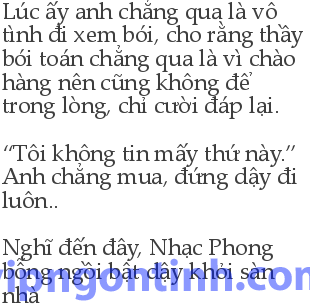 Lúc ấy anh chẳng qua là vô
tình đi xem bói, cho rằng thầy
bói toán chẳng qua là vì chào
hàng nên cũng không để
trong lòng, chỉ cười đáp lại.
“Tôi không tin mấy thứ này.”
Anh chẳng mua, đứng dậy đi
luôn..
Nghĩ đến đây, Nhạc Phong
bỗng ngồi bật dậy khỏi sàn
nhà
vjongontinh.com